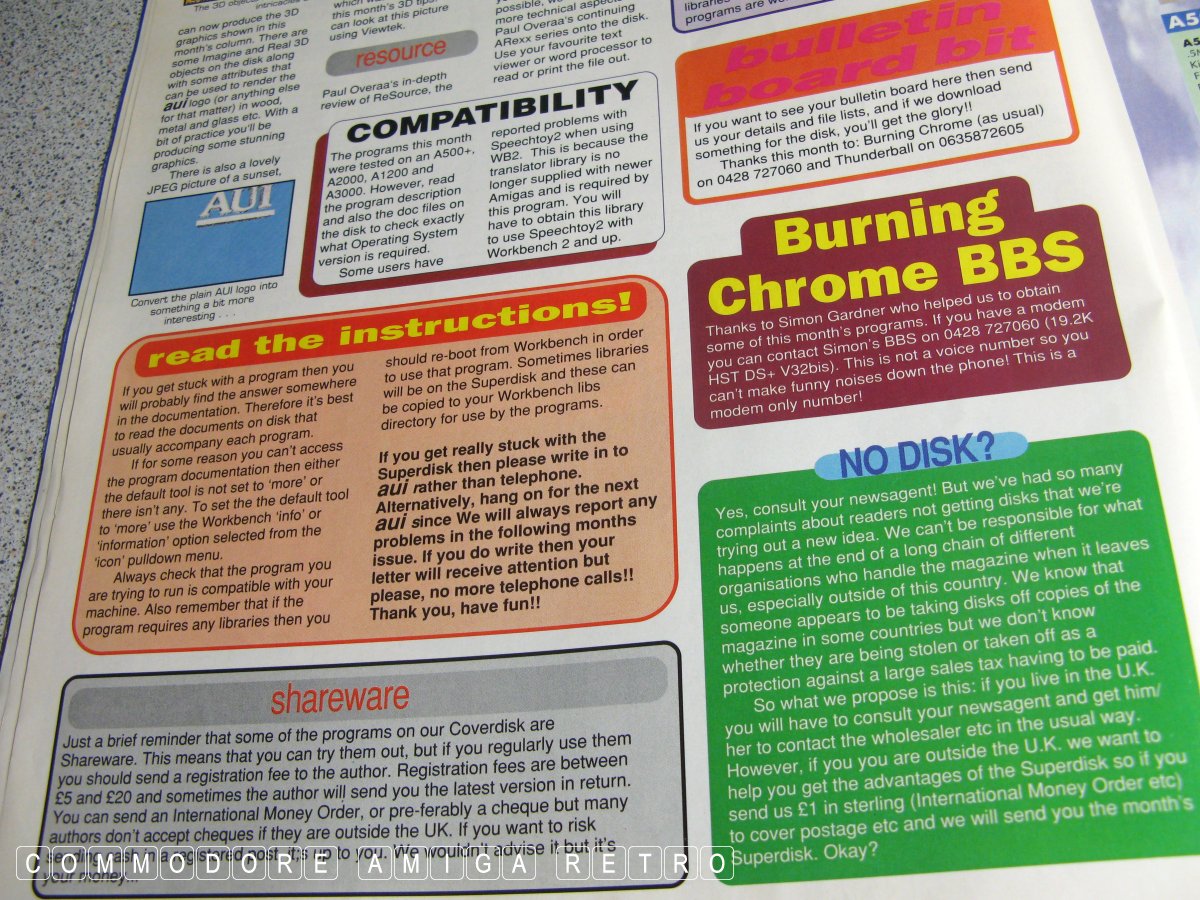 The 3D objects
intricacies
can now produce the 3D
graphics shown in this
month's column. There are
some Imagine and Real 3D
objects on the disk along
with some attributes that
can be used to render the
aui logo (or anything else
for that matter) in wood,
metal and glass etc. With a
bit of practice you'll be
producing some stunning
graphics.
There is also a lovely
JPEG picture of a sunset,
AUI
Convert the plain AUI logo into
something a bit more
interesting . . .
this month's 3D tips
can look at this picture
using Viewtek.
resource
Paul Overaa's in-depth
review of ReSource, the
more technical aspects
Paul Overaa's continuing
ARexx series onto the disk.
Use your favourite text
viewer or word processor to
read or print the file out.
COMPATIBILITY
The programs this month
were tested on an A500+,
A2000, A1200 and
A3000. However, read
the program description
and also the doc files on
the disk to check exactly
what Operating System
version is required.
Some users have
reported problems with
Speechtoy2 when using
WB2. This is because the
translator library is no
longer supplied with newer
Amigas and is required by
this program. You will
have to obtain this library
to use Speechtoy2 with
Workbench 2 and up.
read the instructions!
If you get stuck with a program then you
will probably find the answer somewhere
in the documentation. Therefore it's best
to read the documents on disk that
usually accompany each program.
If for some reason you can't access
the program documentation then either
the default tool is not set to 'more' or
there isn't any. To set the the default tool
to 'more' use the Workbench 'info' or
'information' option selected from the
'icon' pulldown menu.
Always check that the program you
are trying to run is compatible with your
machine. Also remember that if the
program requires any libraries then you
should re-boot from Workbench in order
to use that program. Sometimes libraries
will be on the Superdisk and these can
be copied to your Workbench libs
directory for use by the programs.
If you get really stuck with the
Superdisk then please write in to
aui rather than telephone.
Alternatively, hang on for the next
aui since We will always report any
problems in the following months
issue. If you do write then your
letter will receive attention but
please, no more telephone calls!!
Thank you, have fun!!
shareware
Just a brief reminder that some of the programs on our Coverdisk are
Shareware. This means that you can try them out, but if you regularly use them
you should send a registration fee to the author. Registration fees are between
£5 and £20 and sometimes the author will send you the latest version in return.
You can send an International Money Order, or pre-ferably a cheque but many
authors don't accept cheques if they are outside the UK. If you want to risk
sending cash in a registered post, it;s up to you. We wouldn't advise it but it's
your money...
libraries
programs are
bulletin
board bit
If you want to see your bulletin board here then send
us your details and file lists, and if we download
something for the disk, you'll get the glory!!
Thanks this month to: Burning Chrome (as usual)
on 0428 727060 and Thunderball on 0635872605
Burning
Chrome BBS
Thanks to Simon Gardner who helped us to obtain
some of this month's programs. If you have a modem
you can contact Simon's BBS on 0428 727060 (19.2K
HST DS+ V32bis). This is not a voice number so you
can't make funny noises down the phone! This is a
modem only number!
NO DISK?
Yes, consult your newsagent! But we've had so many
complaints about readers not getting disks that we're
trying out a new idea. We can't be responsible for what
happens at the end of a long chain of different
organisations who handle the magazine when it leaves
us, especially outside of this country. We know that
someone appears to be taking disks off copies of the
magazine in some countries but we don't know
whether they are being stolen or taken off as a
protection against a large sales tax having to be paid.
So what we propose is this: if you live in the U.K.
you will have to consult your newsagent and get him/
her to contact the wholesaler etc in the usual way.
However, if you you are outside the U.K. we want to
help you get the advantages of the Superdisk so if you
send us £1 in sterling (International Money Order etc)
to cover postage etc and we will send you the month's
Superdisk. Okay?
A5
COMMODORE AMIGA RETRO